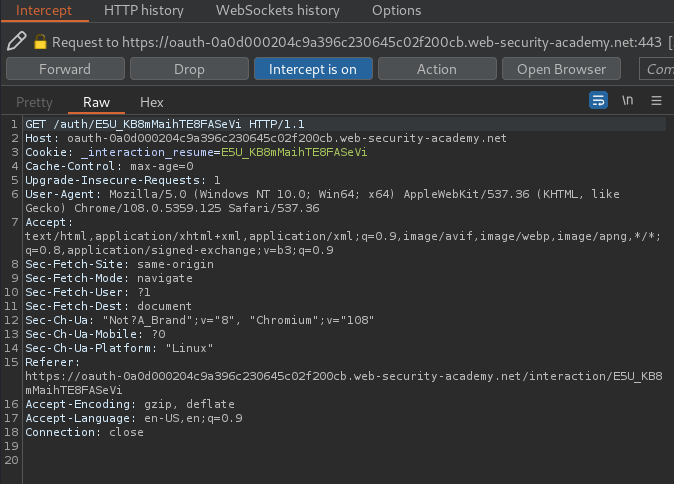 Intercept HTTP history WebSockets history Options
Request to https://oauth-0a0d000204c9a396c230645c02f200cb.web-security-academy.net:443 [
Forward Drop Intercept is on Action Open Browser Com
Pretty Raw Hex \n
1 GET /auth/E5U_KB8mMaihTE8FASeVi HTTP/1.1
2 Host: oauth-0a0d000204c9a396c230645c02f200cb.web-security-academy.net
3 Cookie: _interaction_resume=E5U_KB8mMaihTE8FASeVi
4 Cache-Control: max-age=0
5 Upgrade-Insecure-Requests: 1
6 User-Agent: Mozilla/5.0 (Windows NT 10.0; Win64; x64) AppleWebKit/537.36 (KHTML, like
Gecko) Chrome/108.0.5359.125 Safari/537.36
7 Accept:
text/html,application/xhtml+xml,application/xml;q=0.9,image/avif,image/webp,image/apng,*/*;
q=0.8,application/signed-exchange;v=b3;q=0.9
8 Sec-Fetch-Site: same-origin
9 Sec-Fetch-Mode: navigate
10 Sec-Fetch-User: ?1
11 Sec-Fetch-Dest: document
12 Sec-Ch-Ua: "Not?A_Brand";v="8", "Chromium";v="108"
13 Sec-Ch-Ua-Mobile: ?0
14 Sec-Ch-Ua-Platform: "Linux"
15 Referer:
https://oauth-0a0d000204c9a396c230645c02f200cb.web-security-academy.net/interaction/E5U_KB8
mMaihTE8FASeVi
16 Accept-Encoding: gzip, deflate
17 Accept-Language: en-US,en;q=0.9
18 Connection: close
19
20